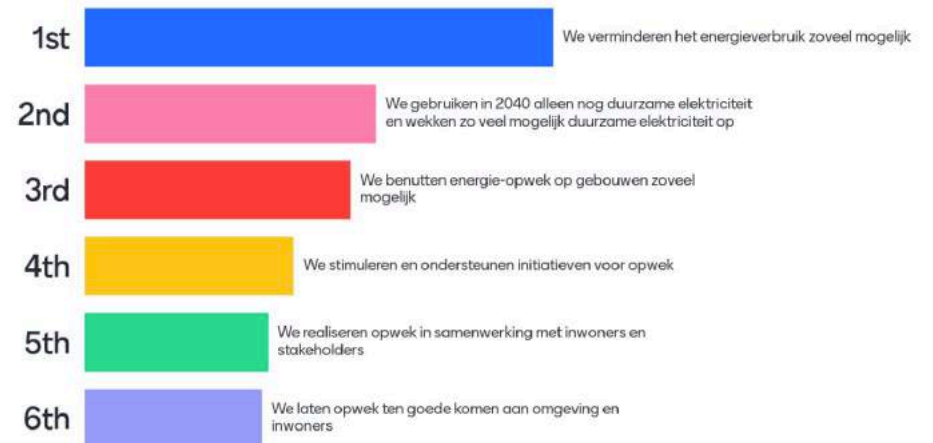 1st
We verminderen het energieverbruik zoveel mogelijk
2nd
We gebruiken in 2040 alleen nog duurzame elektriciteit
en wekken zo veel mogelijk duurzame elektriciteit op
3rd
We benutten energie-opwek op gebouwen zoveel
mogelijk
4th
We stimuleren en ondersteunen initiatieven voor opwek
5th
We realiseren opwek in samenwerking met inwoners en
stakeholders
6th
We laten opwek ten goede komen aan omgeving en
inwoners